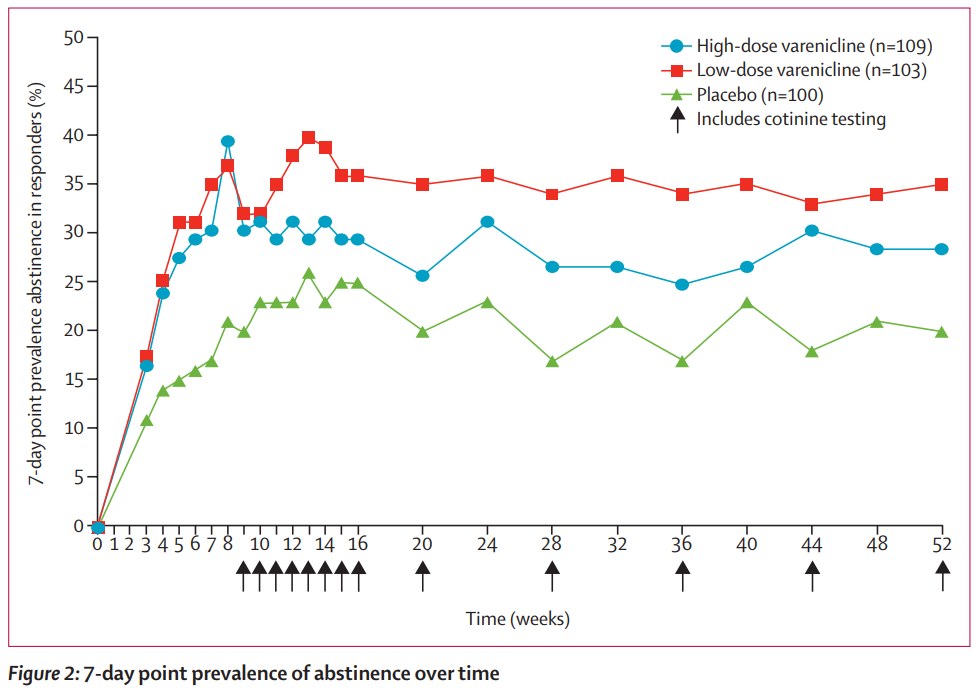 7-day point prevalence abstinence in responders (%)
50
45
40
35
30
25
20
15
10
5
0
High-dose varenicline (n=109)
Low-dose varenicline (n=103)
Placebo (n=100)
Includes cotinine testing
0 1 2 3 4 5 6 7 8 10 12 14 16 20 24 28 32 36 40 44 48 52
Time (weeks)
Figure 2: 7-day point prevalence of abstinence over time